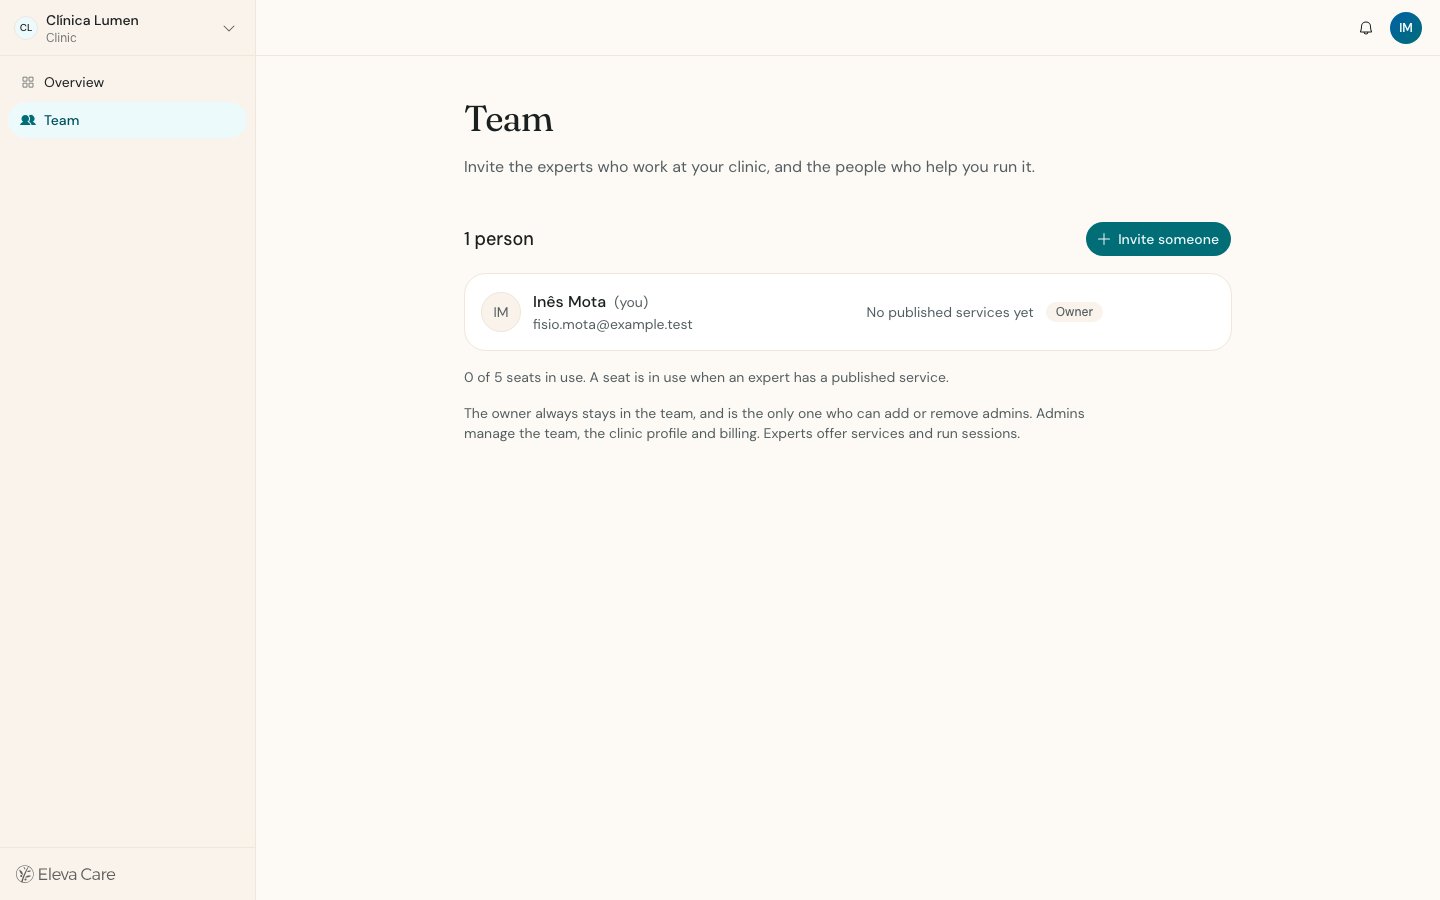 CL
Clínica Lumen
Clinic
IM
Overview
Team
Team
Invite the experts who work at your clinic, and the people who help you run it.
1 person
Invite someone
IM
Inês Mota (you)
fisio.mota@example.test
No published services yet
Owner
0 of 5 seats in use. A seat is in use when an expert has a published service.
The owner always stays in the team, and is the only one who can add or remove admins. Admins
manage the team, the clinic profile and billing. Experts offer services and run sessions.
Eleva Care